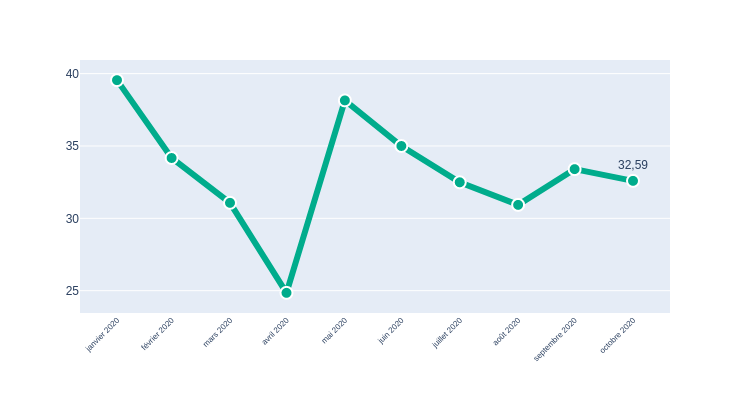 40
35
32,59
30
25
janvier 2020
février 2020
mars 2020
avril 2020
mai 2020
juin 2020
juillet 2020
août 2020
septembre 2020
octobre 2020